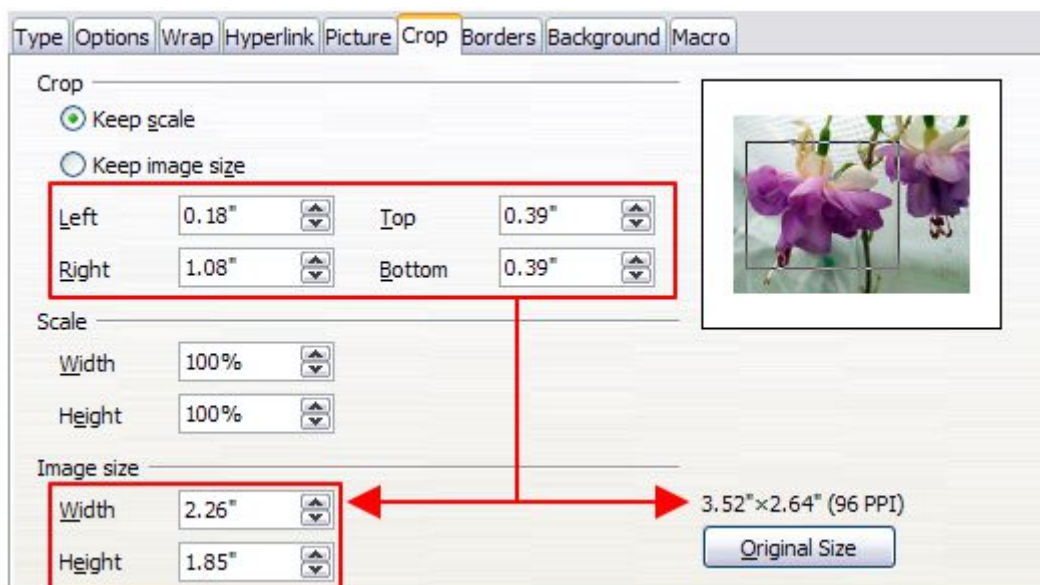 Type Options Wrap Hyperlink Picture Crop Borders Background Macro
Crop
Keep scale
Keep image size
Left 0.18" Top 0.39"
Right 1.08" Bottom 0.39"
Scale
Width 100%
Height 100%
Image size
Width 2.26" 3.52"×2.64" (96 PPI)
Height 1.85" Original Size